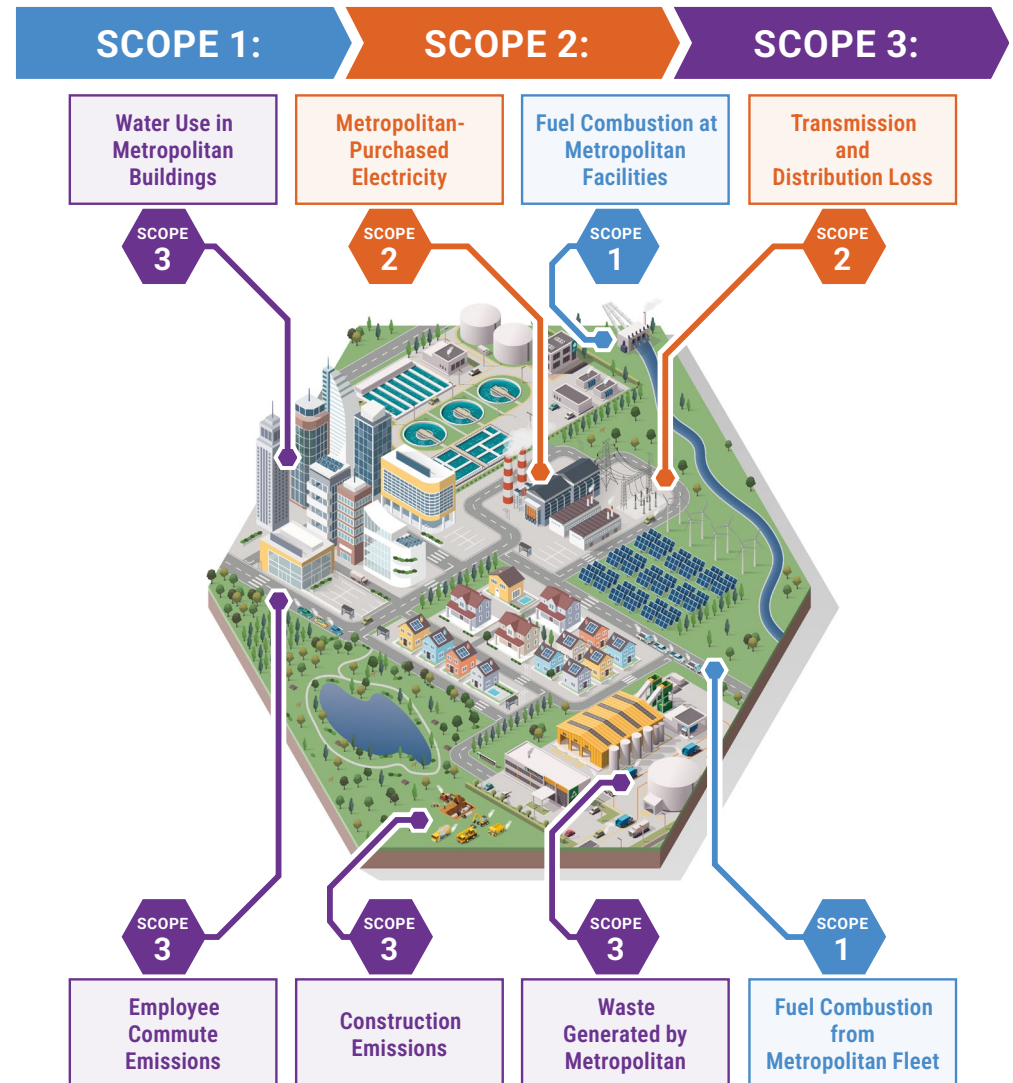 SCOPE 1:
SCOPE 2:
SCOPE 3:
Water Use in
Metropolitan
Buildings
Metropolitan-
Purchased
Electricity
Fuel Combustion at
Metropolitan
Facilities
Transmission
and
Distribution Loss
SCOPE
3
SCOPE
2
SCOPE
1
SCOPE
2
SCOPE
3
SCOPE
3
SCOPE
3
SCOPE
1
Employee
Commute
Emissions
Construction
Emissions
Waste
Generated by
Metropolitan
Fuel Combustion
from
Metropolitan Fleet